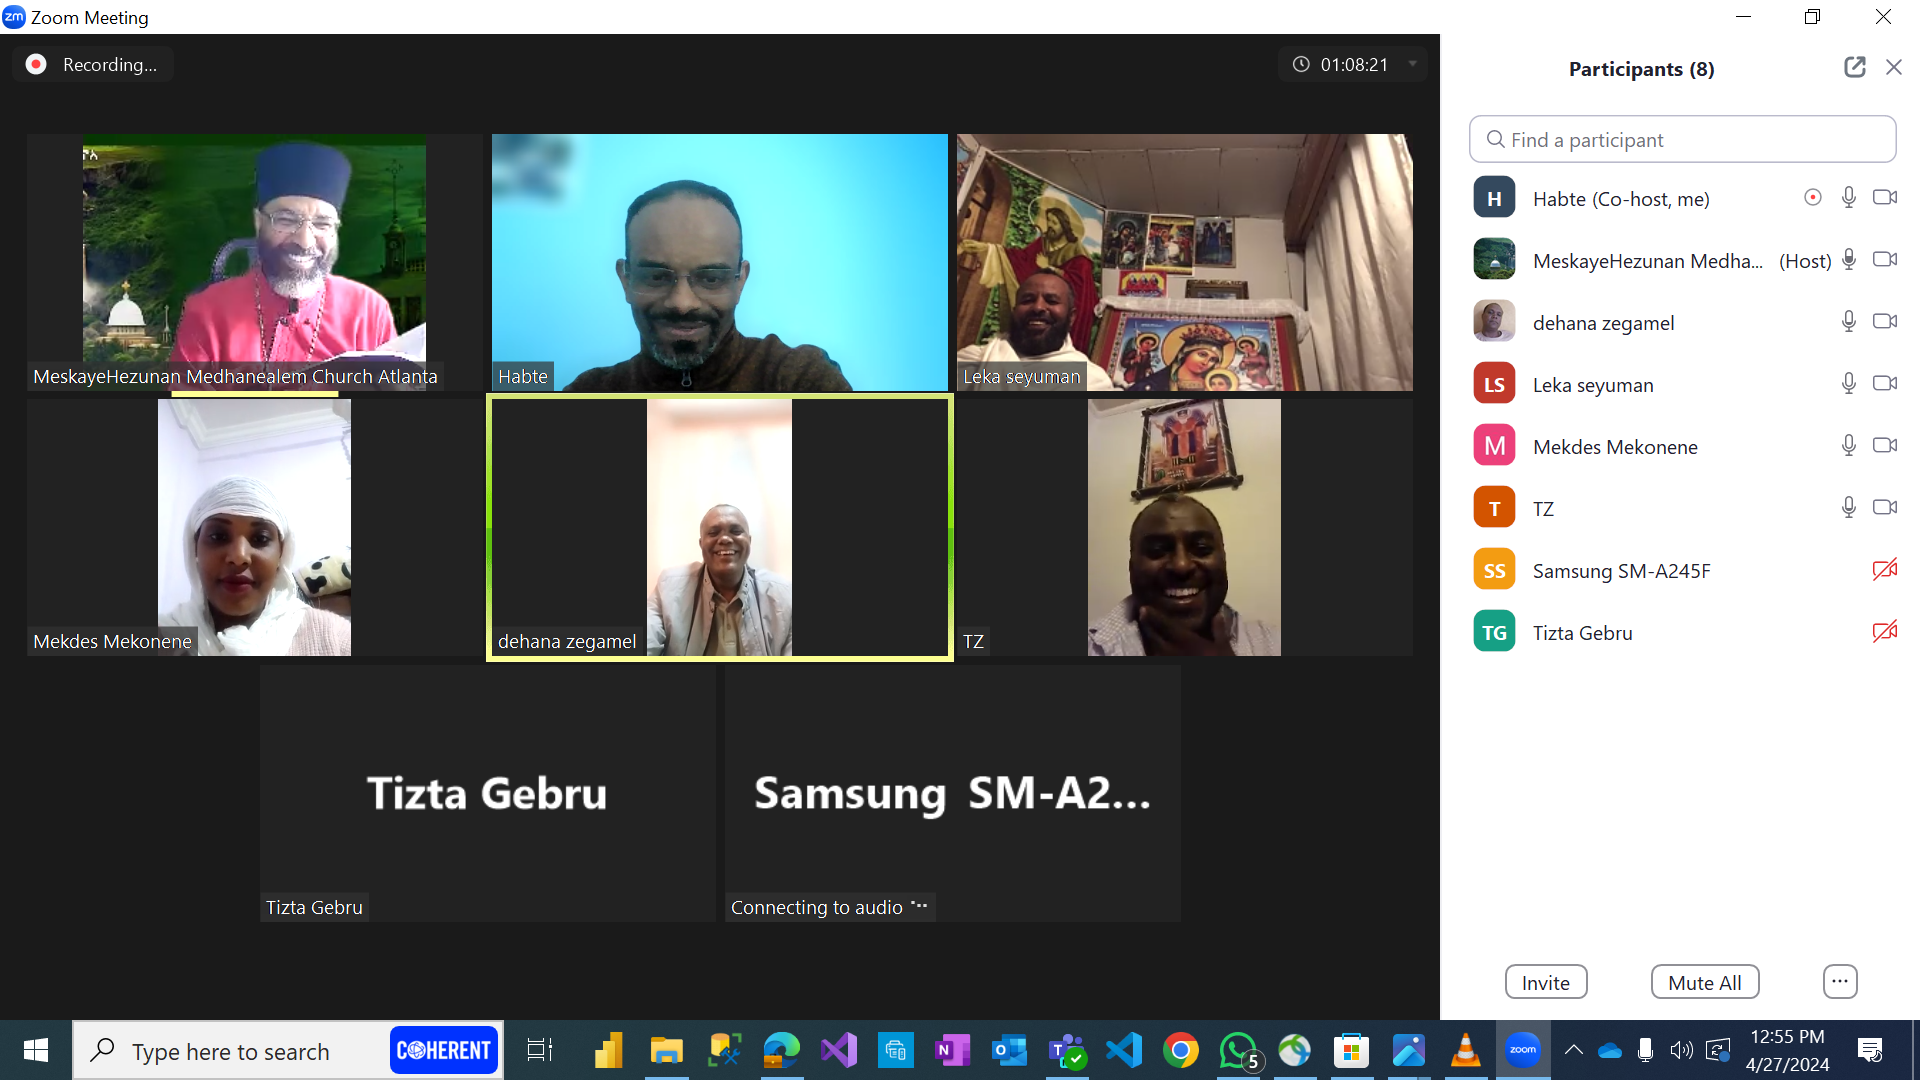 zm Zoom Meeting
Recording...
01:08:21
Participants (8)
Find a participant
H Habte (Co-host, me)
MeskayeHezunan Medha... (Host)
dehana zegamel
LS Leka seyuman
M Mekdes Mekonene
T TZ
SS Samsung SM-A245F
TG Tizta Gebru
MeskayeHezunan Medhanealem Church Atlanta
Habte
Leka seyuman
Mekdes Mekonene
dehana zegamel
TZ
Tizta Gebru
Samsung SM-A2...
Tizta Gebru
Connecting to audio
Invite
Mute All
...
Type here to search
COHERENT
5
zoom
12:55 PM
4/27/2024